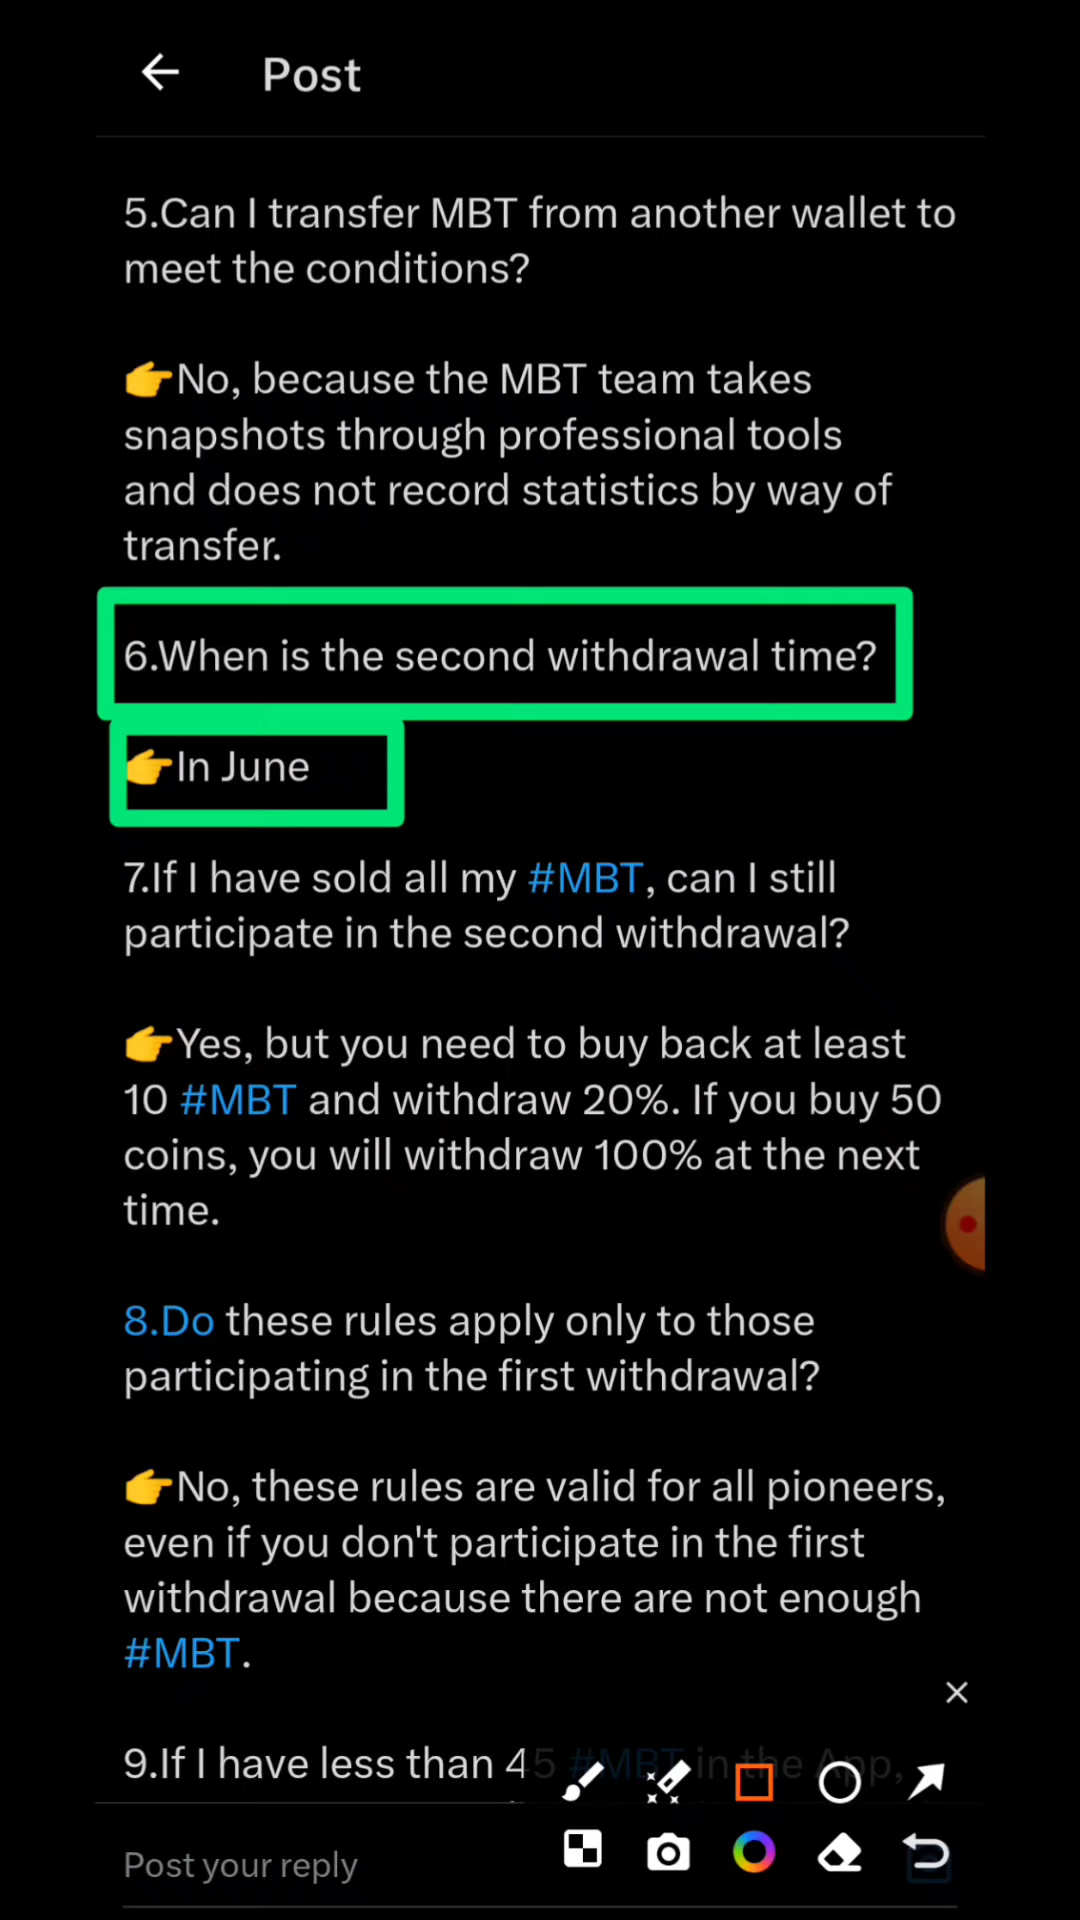 Post
5.Can I transfer MBT from another wallet to
meet the conditions?
👉No, because the MBT team takes
snapshots through professional tools
and does not record statistics by way of
transfer.
6.When is the second withdrawal time?
👉In June
7.If I have sold all my #MBT, can I still
participate in the second withdrawal?
👉Yes, but you need to buy back at least
10 #MBT and withdraw 20%. If you buy 50
coins, you will withdraw 100% at the next
time.
8.Do these rules apply only to those
participating in the first withdrawal?
👉No, these rules are valid for all pioneers,
even if you don't participate in the first
withdrawal because there are not enough
#MBT.
9.If I have less than 45 #MBT in the App,
Post your reply